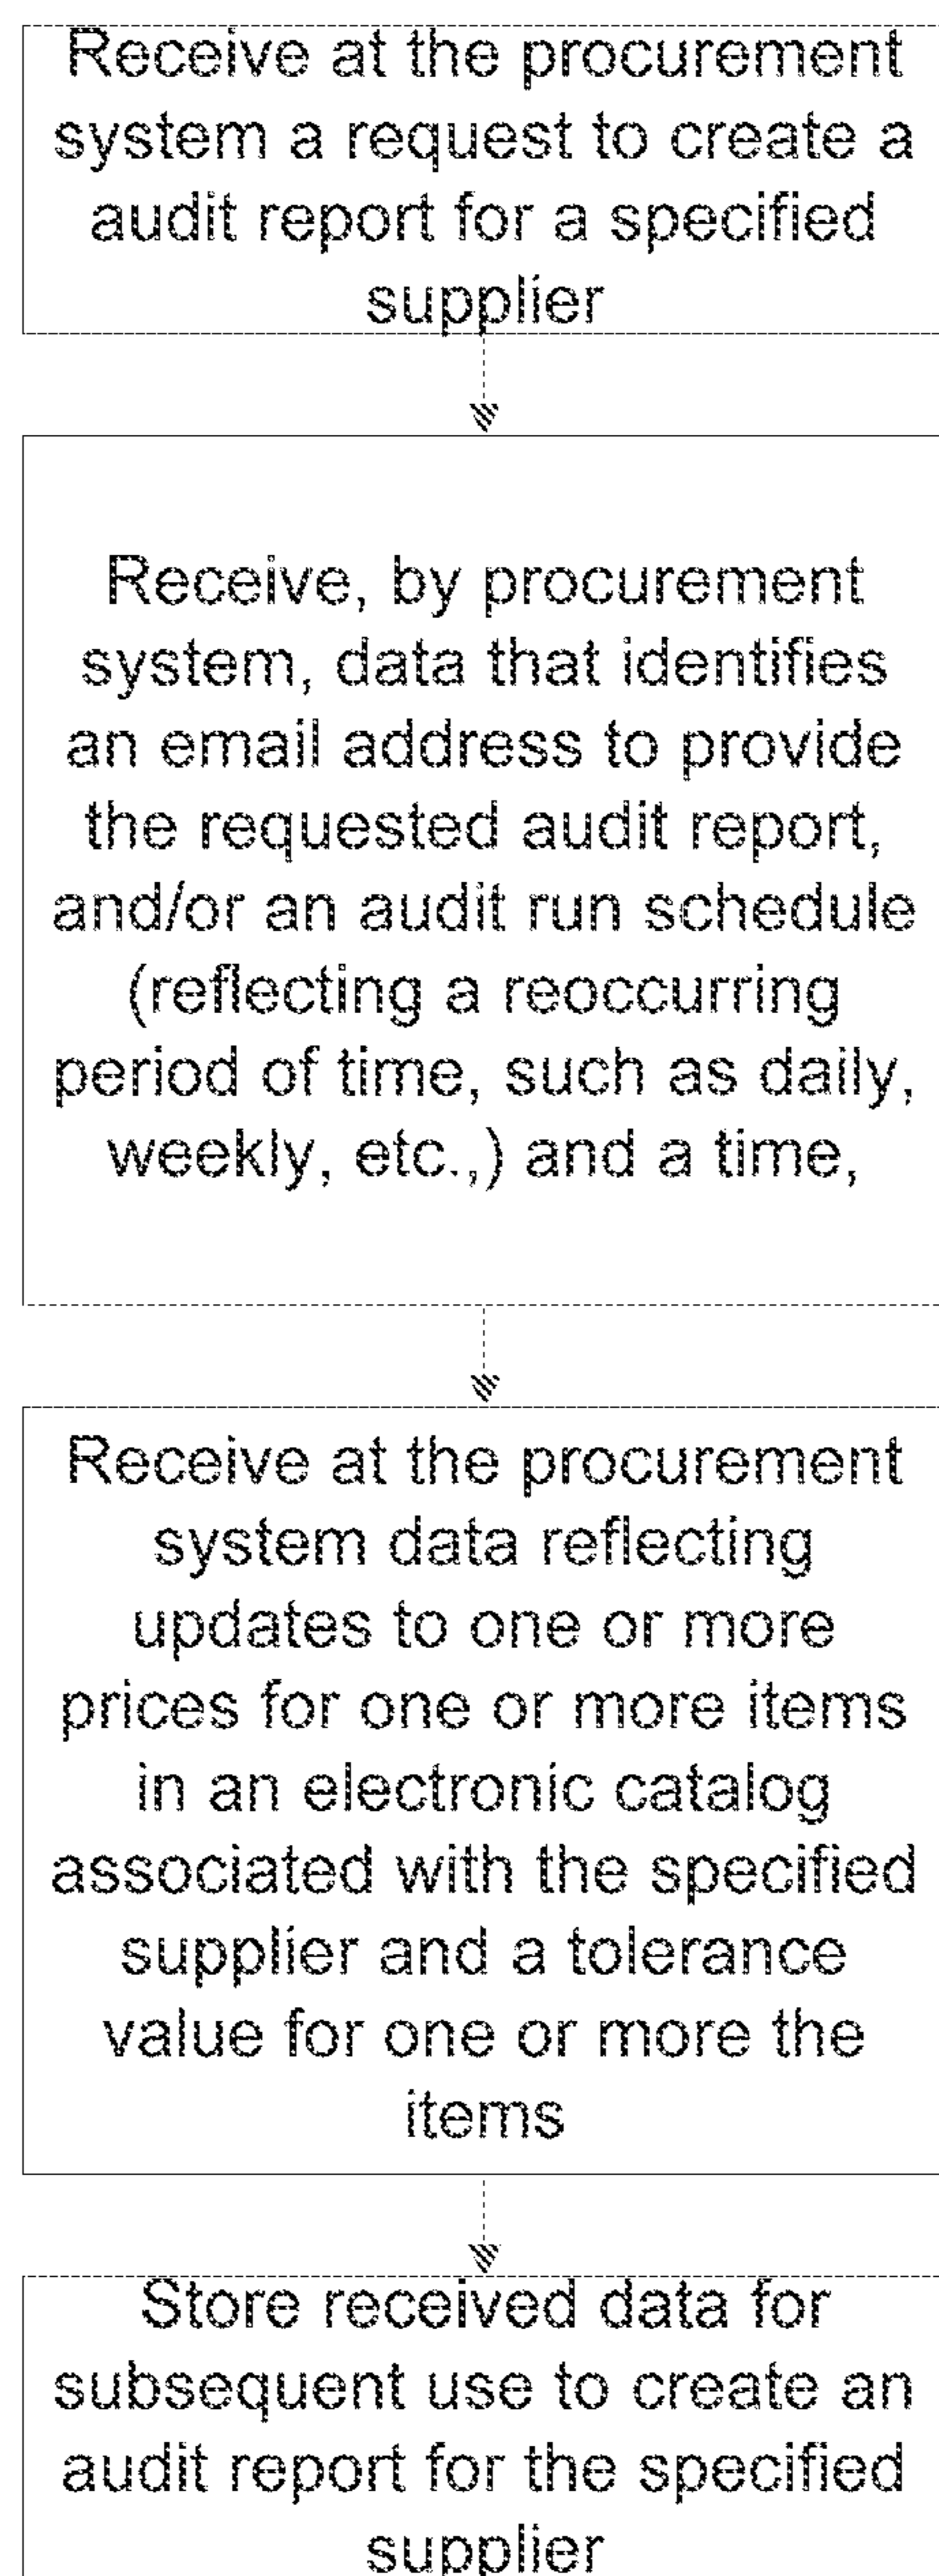 Receive at the procurement
system a request to create a
audit report for a specified
supplier
Receive, by procurement
system, data that identifies
an email address to provide
the requested audit report,
and/or an audit run schedule
(reflecting a reoccurring
period of time, such as daily,
weekly, etc.,) and a time,
Receive at the procurement
system data reflecting
updates to one or more
prices for one or more items
in an electronic catalog
associated with the specified
supplier and a tolerance
value for one or more the
items
Store received data for
subsequent use to create an
audit report for the specified
supplier